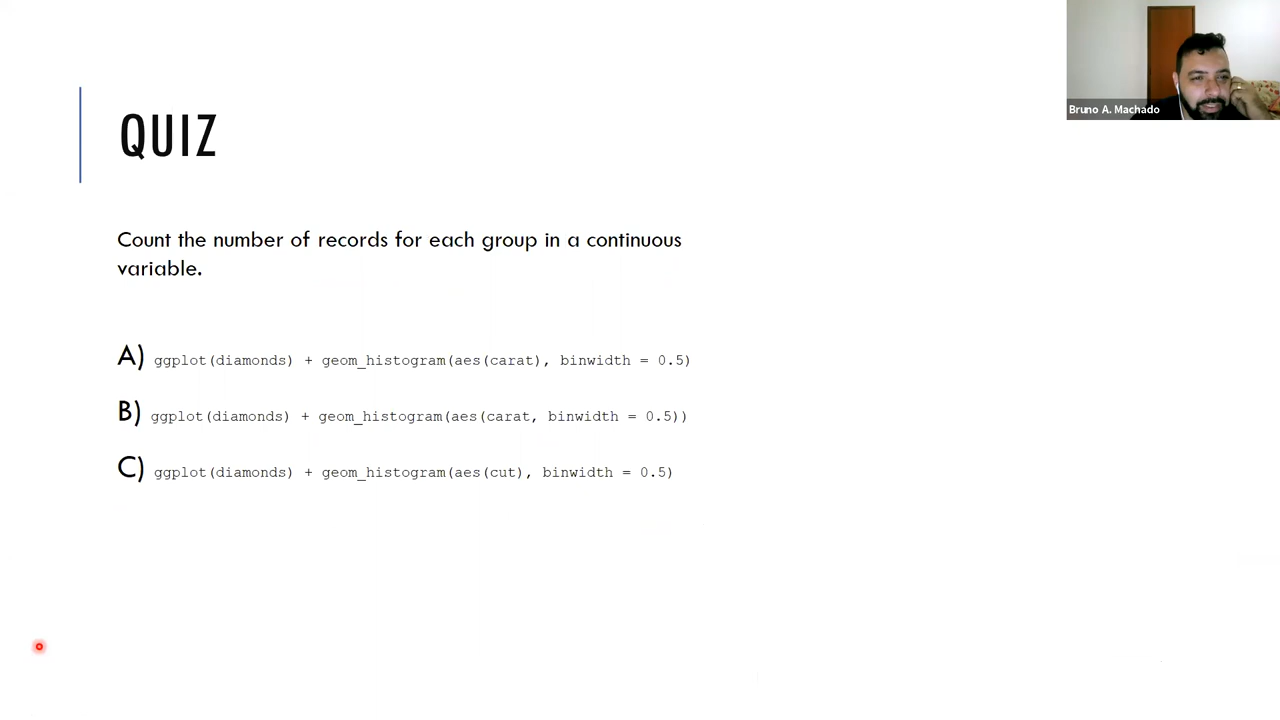 Bruno A. Machado
QUIZ
Count the number of records for each group in a continuous
variable.
A) ggplot(diamonds) + geom_histogram(aes(carat), binwidth = 0.5)
B) ggplot(diamonds) + geom_histogram(aes(carat, binwidth = 0.5))
C) ggplot(diamonds) + geom_histogram(aes(cut), binwidth = 0.5)